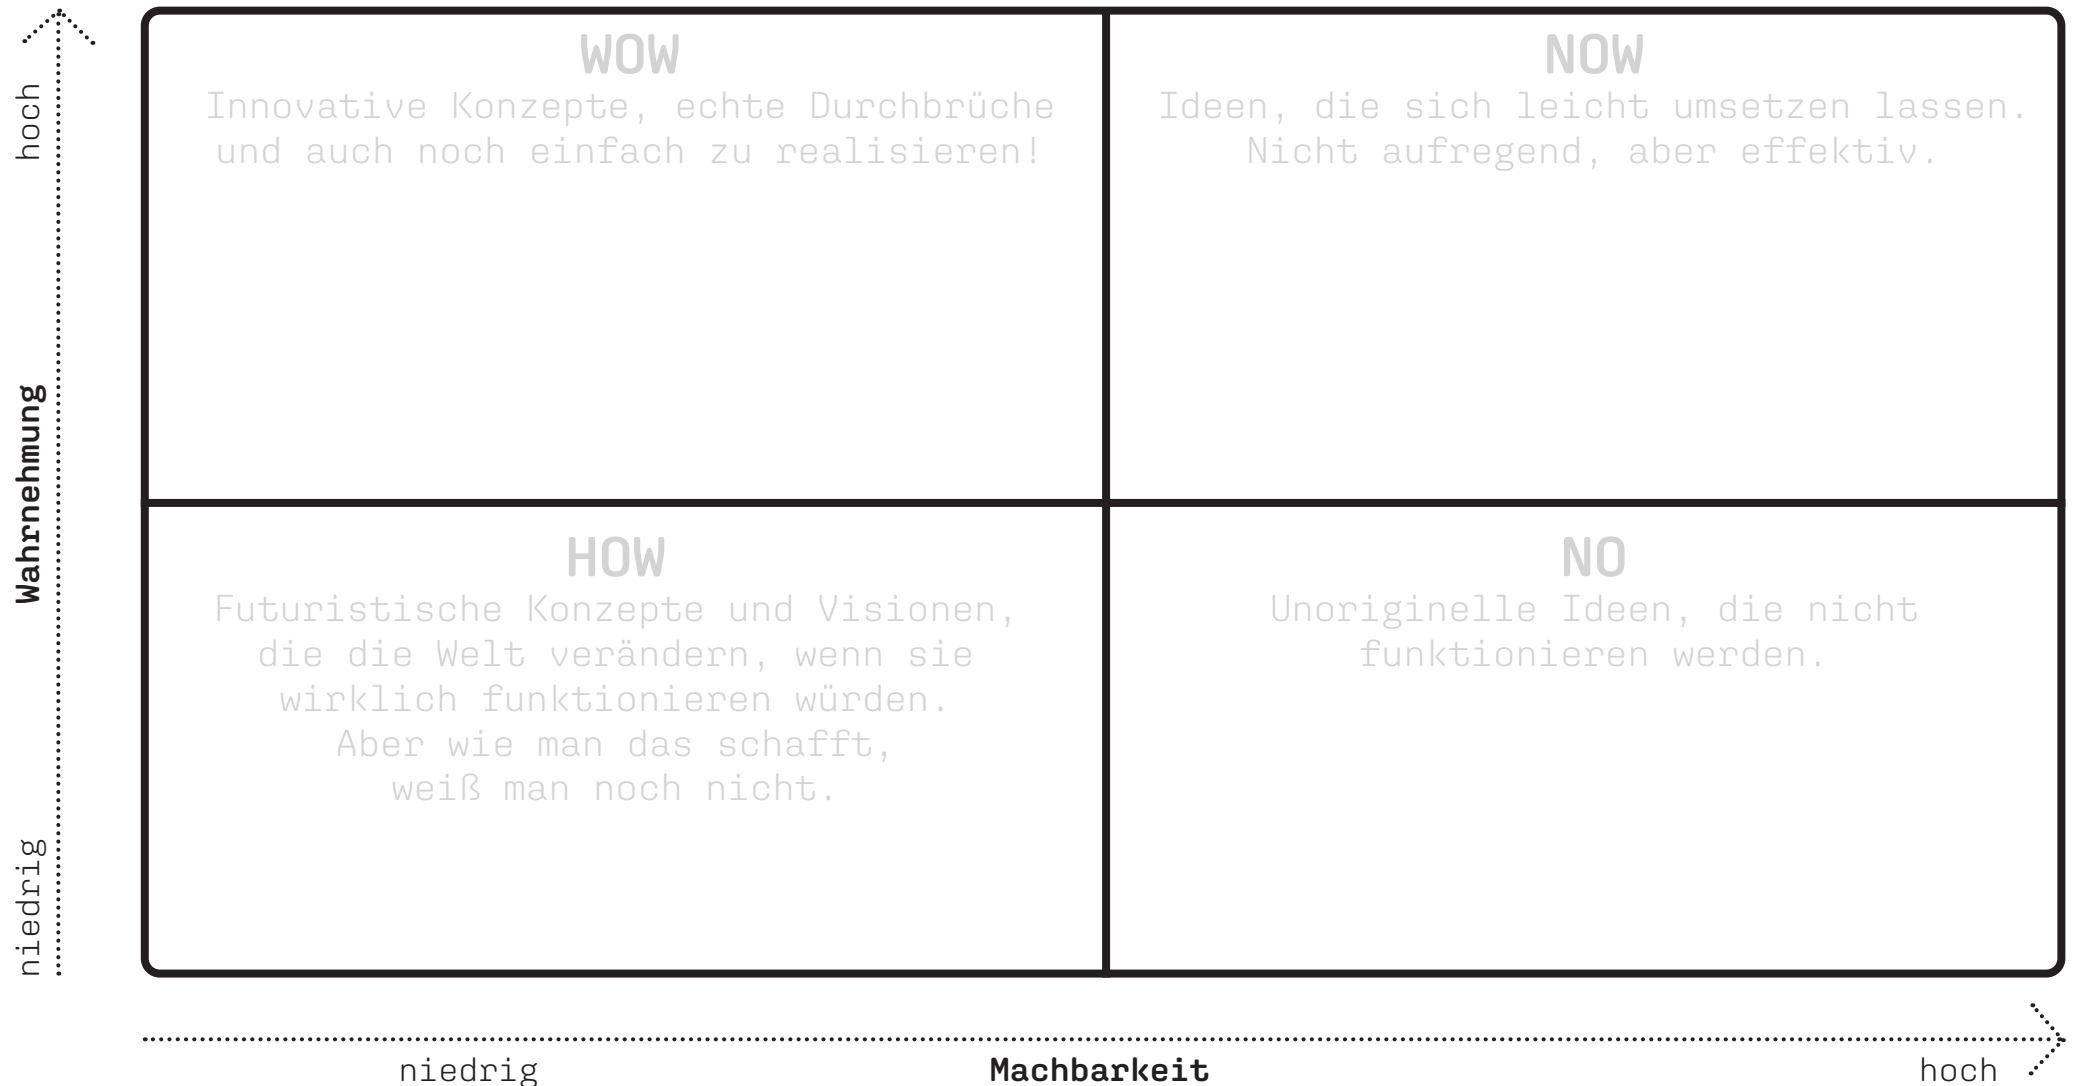 hoch
Wahrnehmung
niedrig
WOW
Innovative Konzepte, echte Durchbrüche
und auch noch einfach zu realisieren!
NOW
Ideen, die sich leicht umsetzen lassen.
Nicht aufregend, aber effektiv.
HOW
Futuristische Konzepte und Visionen,
die die Welt verändern, wenn sie
wirklich funktionieren würden.
Aber wie man das schafft,
weiß man noch nicht.
NO
Unoriginelle Ideen, die nicht
funktionieren werden.
niedrig
Machbarkeit
hoch